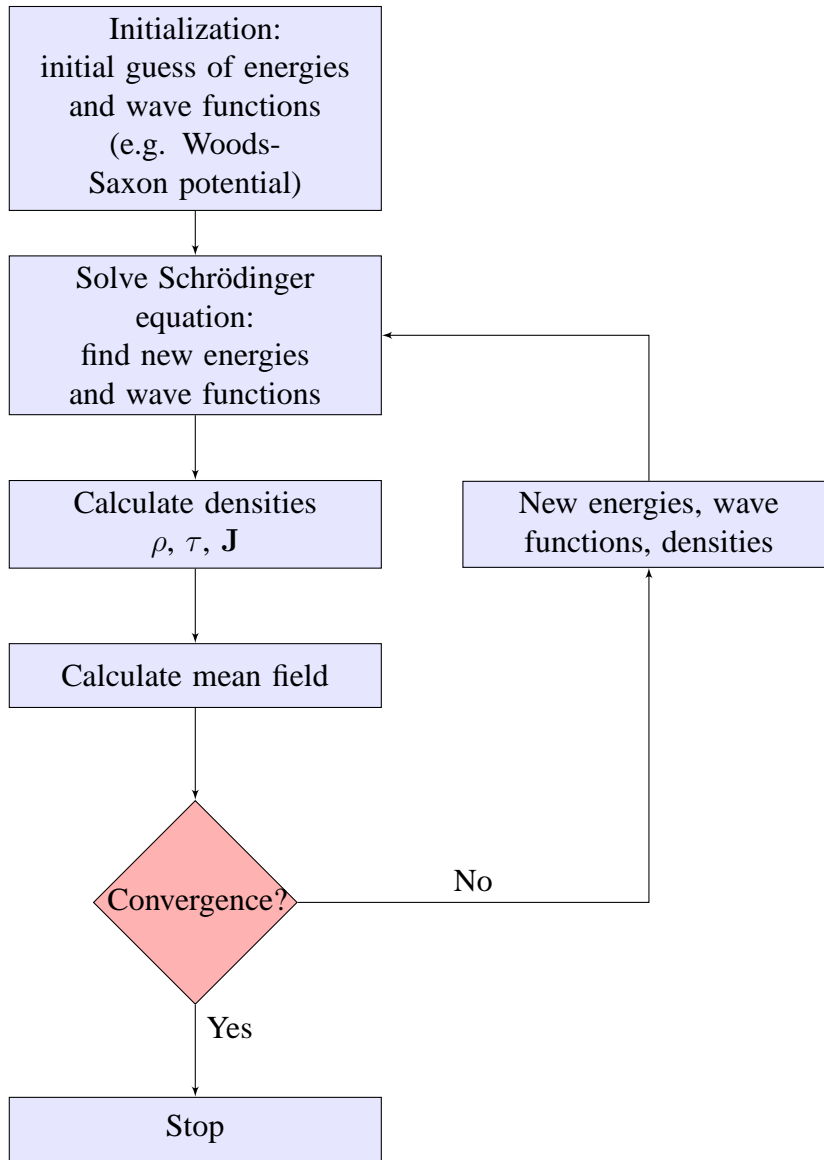 Initialization:
initial guess of energies
and wave functions
(e.g. Woods-
Saxon potential)
Solve Schrödinger
equation:
find new energies
and wave functions
Calculate densities
ρ, τ, J
New energies, wave
functions, densities
Calculate mean field
Convergence?
No
Yes
Stop